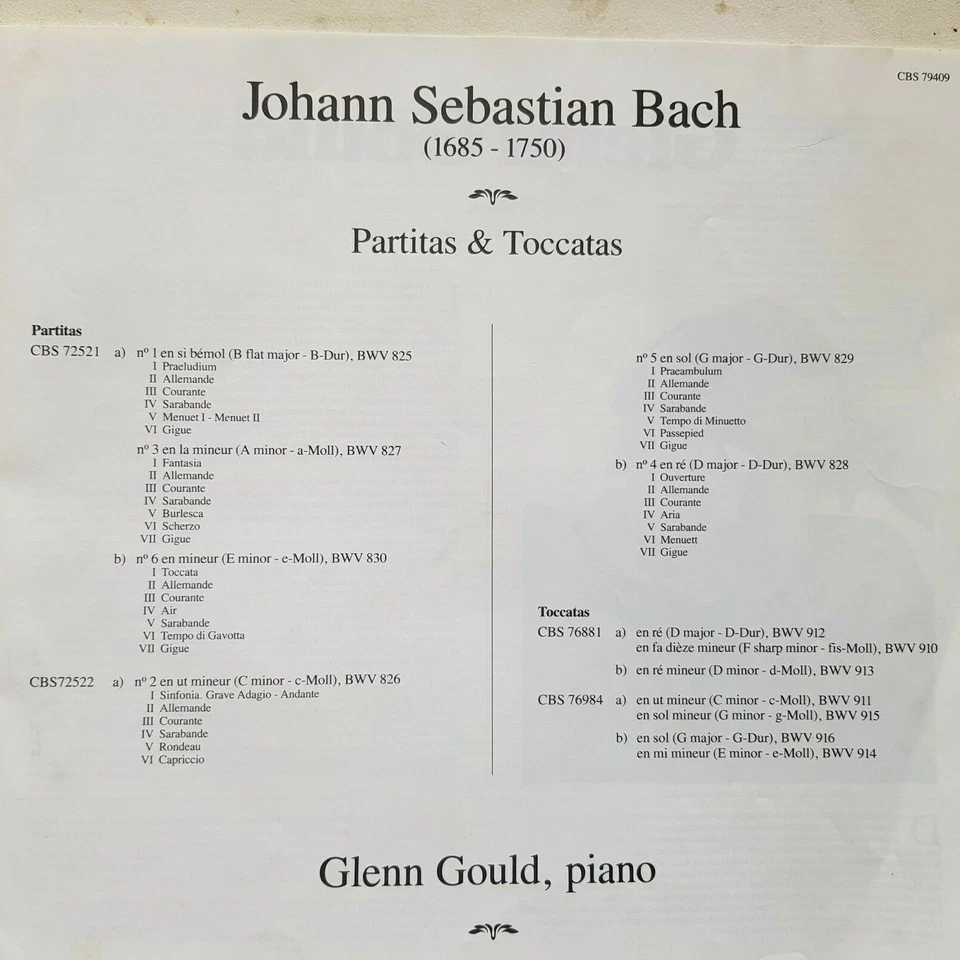 CBS 79409
Johann Sebastian Bach
(1685 - 1750)
Partitas & Toccatas
Partitas
CBS 72521 a) nº 1 en si bémol (B flat major - B-Dur), BWV 825
I Praeludium
II Allemande
III Courante
IV Sarabande
V Menuet I - Menuet II
VI Gigue
nº 3 en la mineur (A minor - a-Moll), BWV 827
I Fantasia
II Allemande
III Courante
IV Sarabande
V Burlesca
VI Scherzo
VII Gigue
b) nº 6 en mineur (E minor - e-Moll), BWV 830
I Toccata
II Allemande
III Courante
IV Air
V Sarabande
VI Tempo di Gavotta
VII Gigue
CBS72522 a) nº 2 en ut mineur (C minor - c-Moll), BWV 826
I Sinfonia. Grave Adagio - Andante
II Allemande
III Courante
IV Sarabande
V Rondeau
VI Capriccio
nº 5 en sol (G major - G-Dur), BWV 829
I Praeambulum
II Allemande
III Courante
IV Sarabande
V Tempo di Minuetto
VI Passepied
VII Gigue
b) nº 4 en ré (D major - D-Dur), BWV 828
I Ouverture
II Allemande
III Courante
IV Aria
V Sarabande
VI Menuett
VII Gigue
Toccatas
CBS 76881 a) en ré (D major - D-Dur), BWV 912
en fa dièze mineur (F sharp minor - fis-Moll), BWV 910
b) en ré mineur (D minor - d-Moll), BWV 913
CBS 76984 a) en ut mineur (C minor - c-Moll), BWV 911
en sol mineur (G minor - g-Moll), BWV 915
b) en sol (G major - G-Dur), BWV 916
en mi mineur (E minor - e-Moll), BWV 914
Glenn Gould, piano